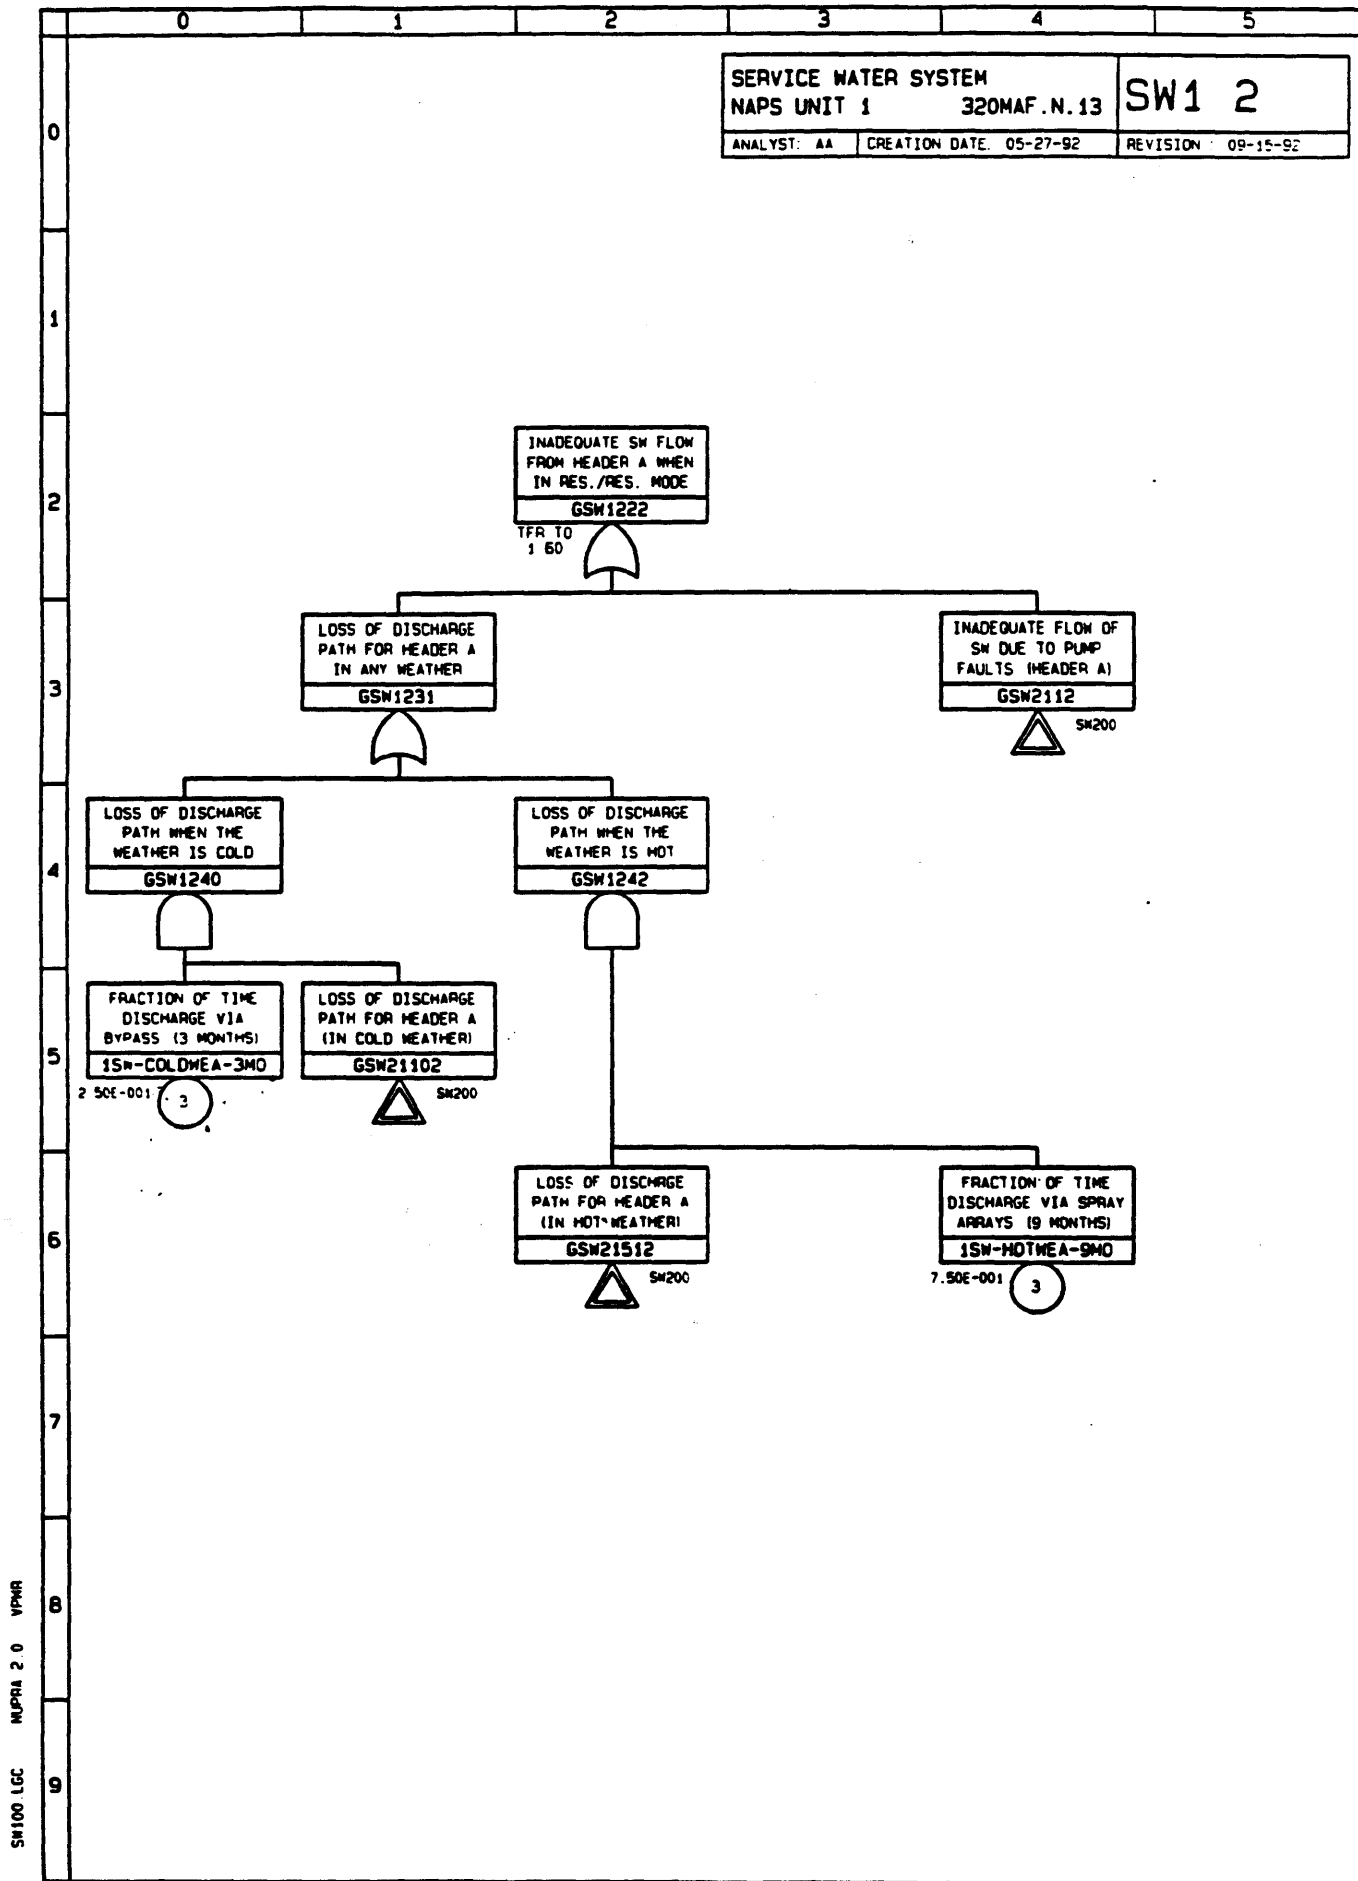 0 1 2 3 4 5
SERVICE WATER SYSTEM
NAPS UNIT 1 320MAF.N.13
SW1 2
ANALYST: AA CREATION DATE. 05-27-92 REVISION : 09-15-92
0
1
2
3
4
5
6
7
8
9
INADEQUATE SW FLOW
FROM HEADER A WHEN
IN RES./RES. MODE
GSW1222
TFR TO
1 60
LOSS OF DISCHARGE
PATH FOR HEADER A
IN ANY WEATHER
GSW1231
INADEQUATE FLOW OF
SW DUE TO PUMP
FAULTS (HEADER A)
GSW2112
SW200
LOSS OF DISCHARGE
PATH WHEN THE
WEATHER IS COLD
GSW1240
LOSS OF DISCHARGE
PATH WHEN THE
WEATHER IS HOT
GSW1242
FRACTION OF TIME
DISCHARGE VIA
BYPASS (3 MONTHS)
1SW-COLDWEA-3MO
2 50E-001
3
LOSS OF DISCHARGE
PATH FOR HEADER A
(IN COLD WEATHER)
GSW21102
SW200
LOSS OF DISCHRGE
PATH FOR HEADER A
(IN HOT WEATHER)
GSW21512
SW200
FRACTION OF TIME
DISCHARGE VIA SPRAY
ARRAYS (9 MONTHS)
1SW-HOTWEA-9MO
7.50E-001
3
SW100.LGC NUPRA 2.0 VPWR